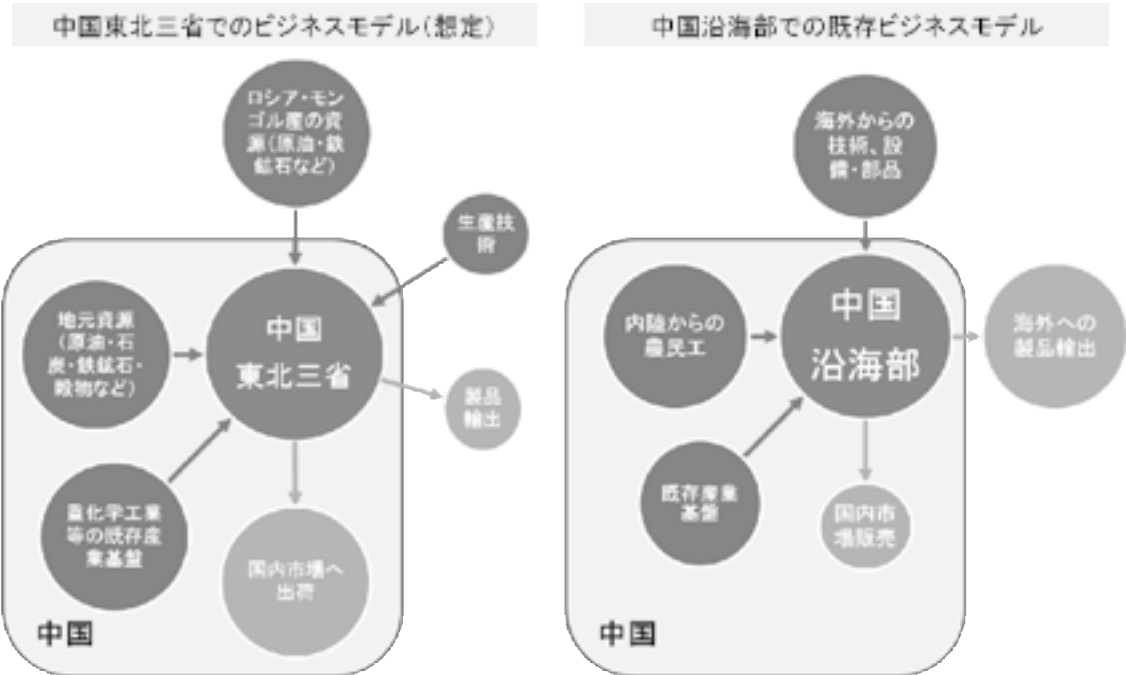 中国東北三省でのビジネスモデル(想定)
ロシア・モン
ゴル産の資
源(原油・鉄
鉱石など)
生産技
術
地元資源
(原油・石
炭・鉄鉱石・
穀物など)
中国
東北三省
製品
輸出
重化学工業
等の既存産
業基盤
国内市場へ
出荷
中国
中国沿海部での既存ビジネスモデル
海外からの
技術、設
備・部品
内陸からの
農民工
中国
沿海部
海外への
製品輸出
既存産業
基盤
国内市
場販売
中国